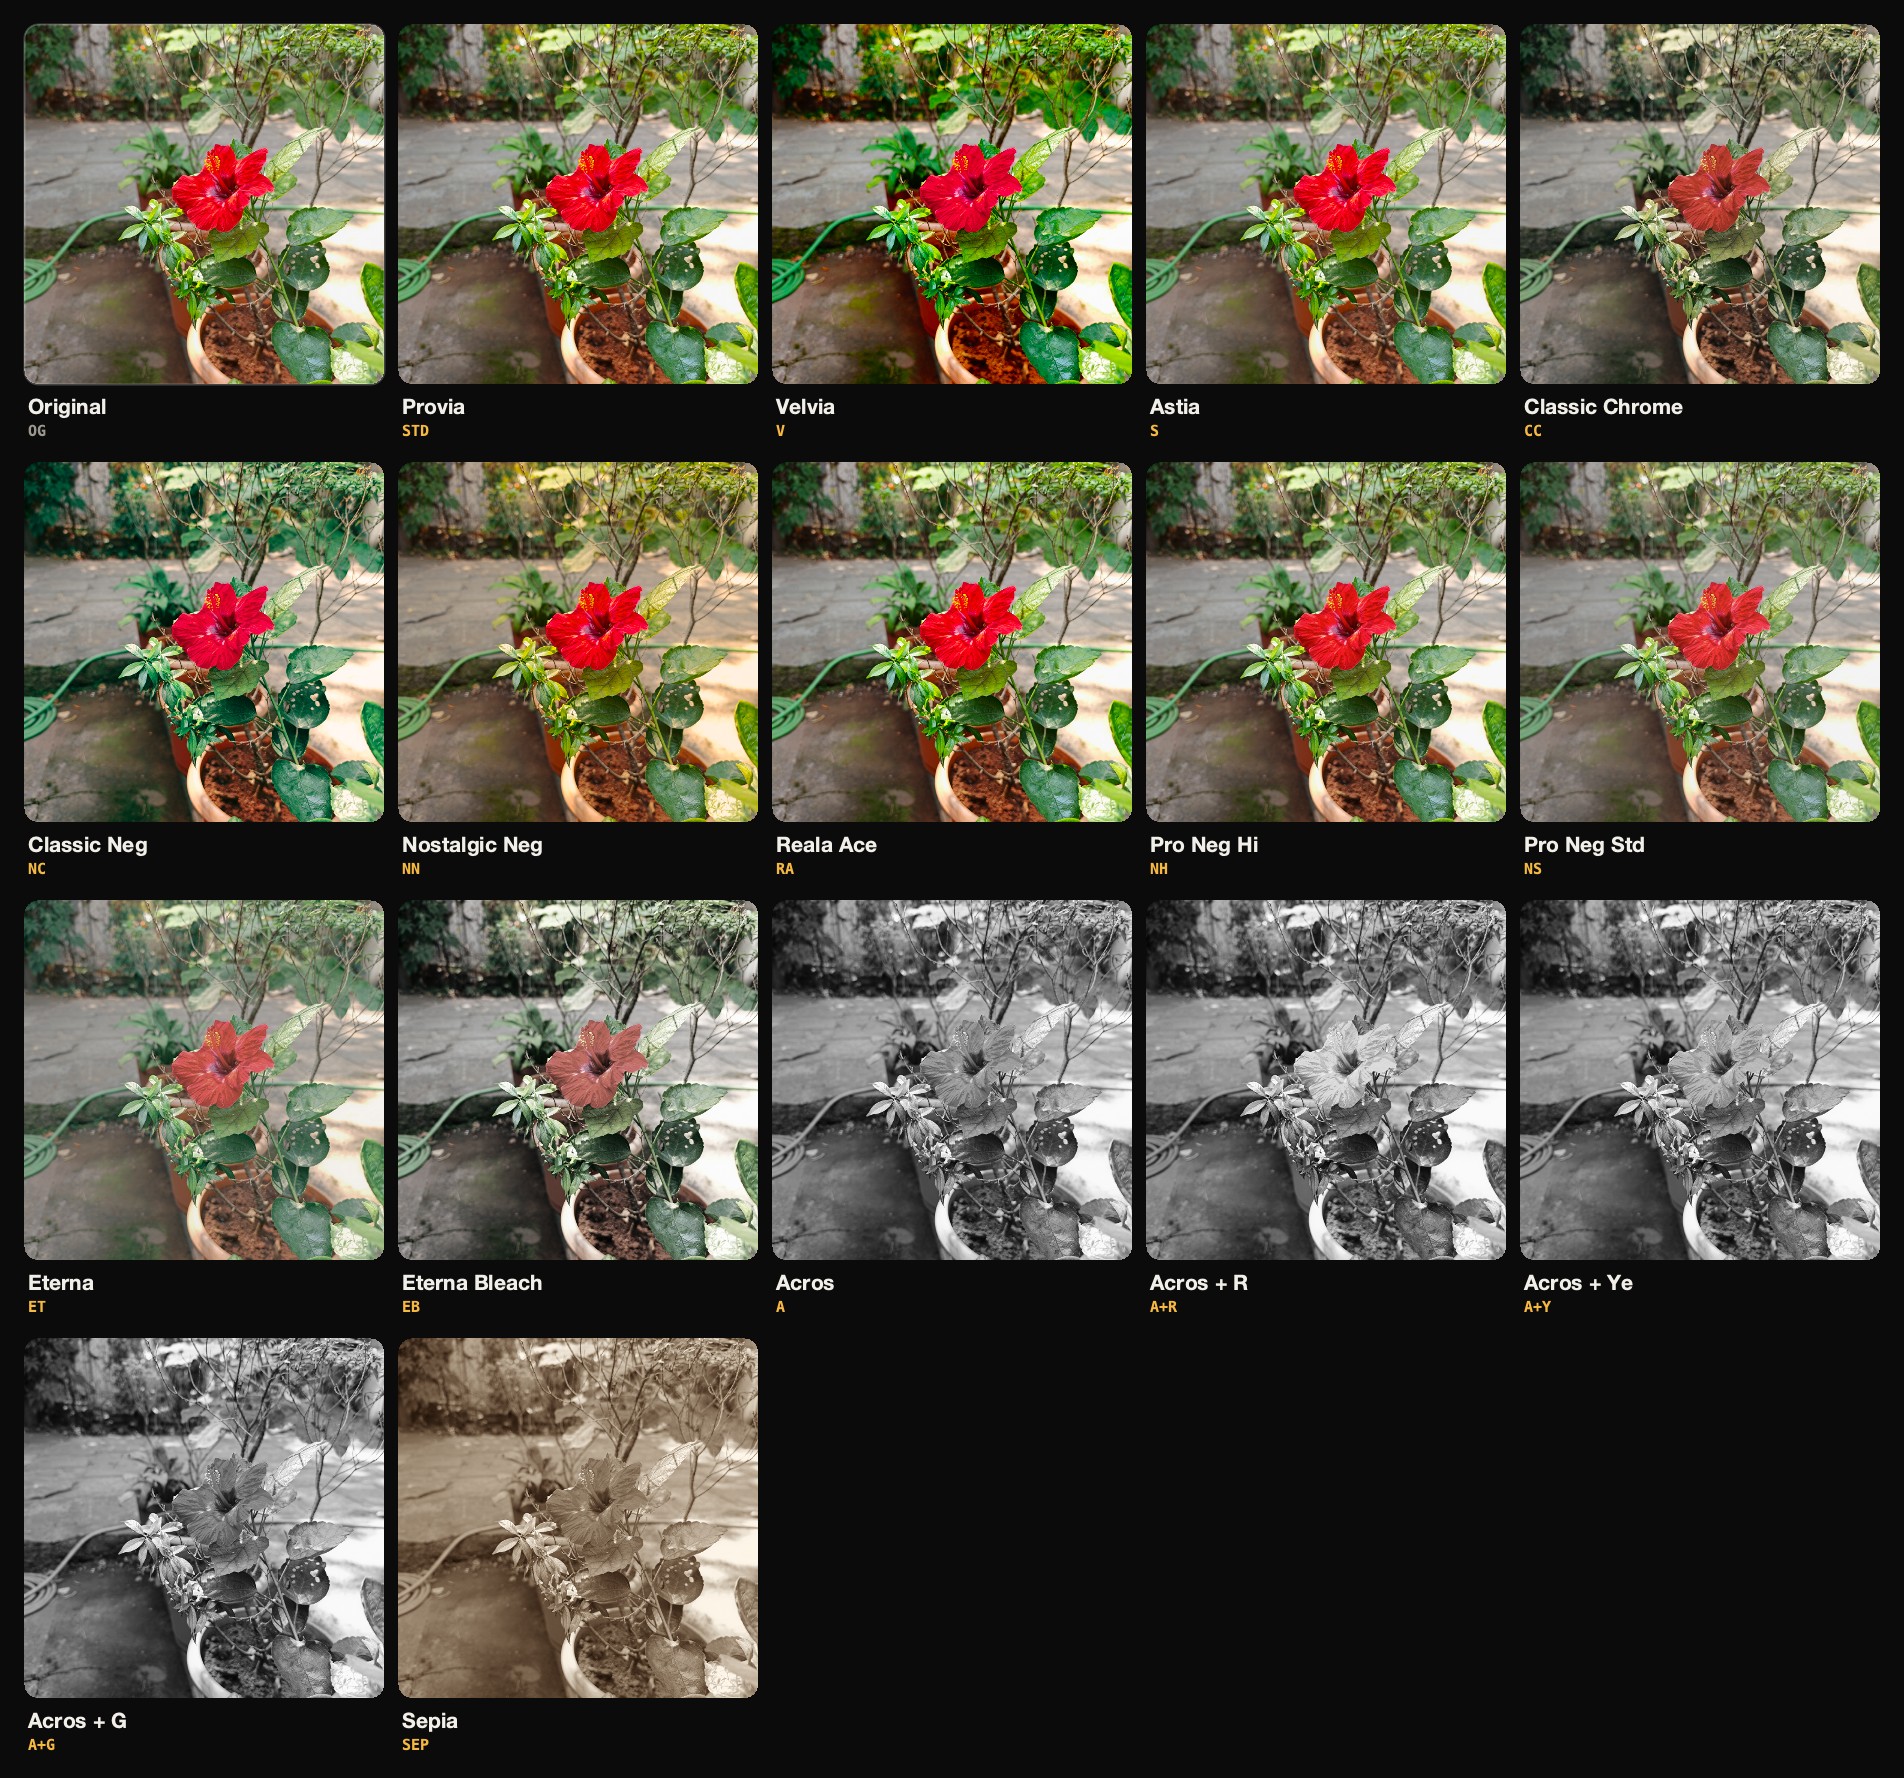 Original
OG
Provia
STD
Velvia
V
Astia
S
Classic Chrome
CC
Classic Neg
NC
Nostalgic Neg
NN
Reala Ace
RA
Pro Neg Hi
NH
Pro Neg Std
NS
Eterna
ET
Eterna Bleach
EB
Acros
A
Acros + R
A+R
Acros + Ye
A+Y
Acros + G
A+G
Sepia
SEP